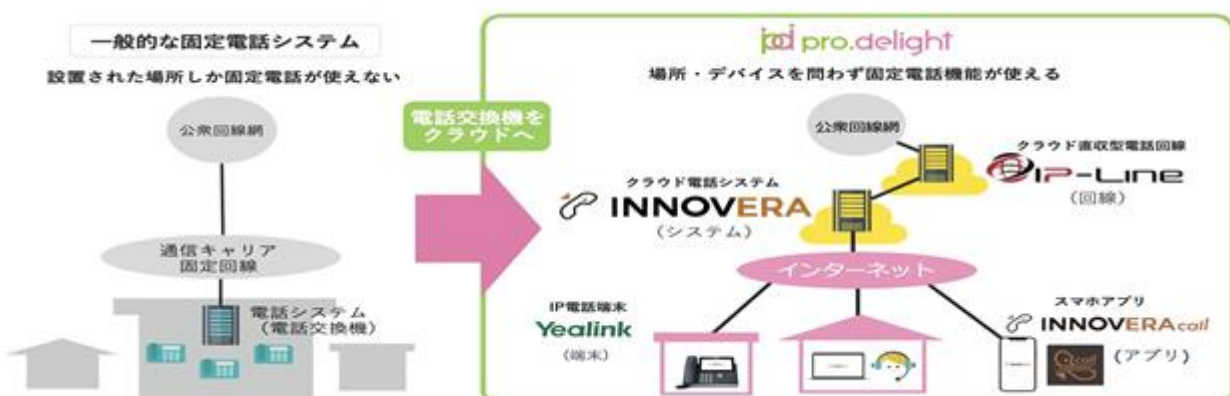 一般的な固定電話システム
設置された場所しか固定電話が使えない
公衆回線網
通信キャリア
固定回線
電話システム
(電話交換機)
電話交換機を
クラウドへ
pro.delight
場所・デバイスを問わず固定電話機能が使える
公衆回線網
クラウド直収型電話回線
IP-Line
(回線)
クラウド電話システム
INNOVERA
(システム)
インターネット
IP電話端末
Yealink
(端末)
スマホアプリ
INNOVERAcall
(アプリ)